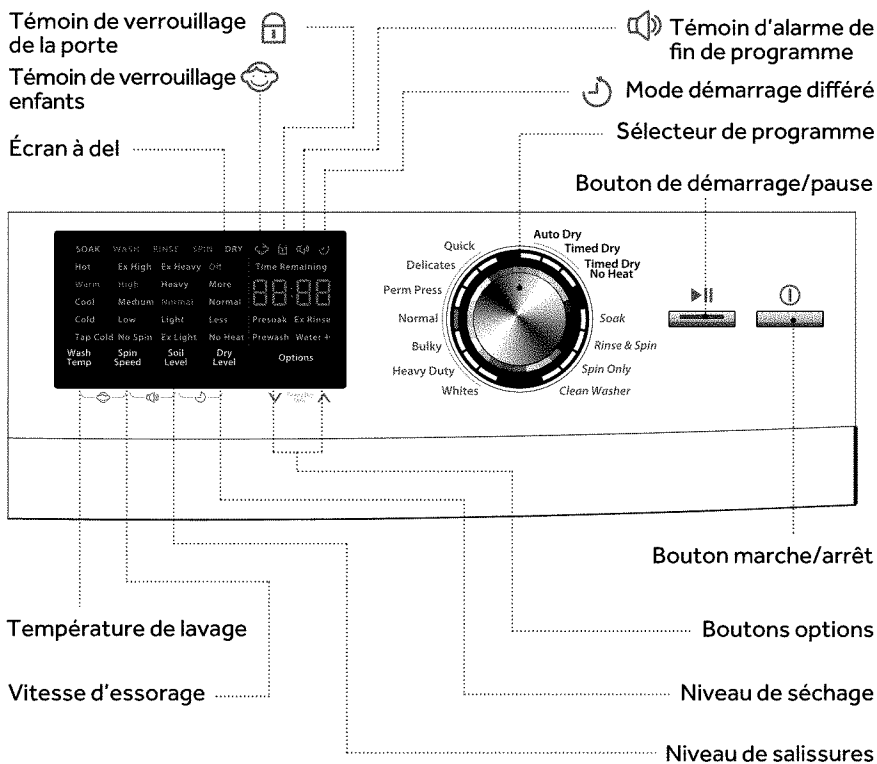 Témoin de verrouillage
de la porte
Témoin de verrouillage
enfants
Écran à del
Témoin d'alarme de
fin de programme
Mode démarrage différé
Sélecteur de programme
Bouton de démarrage/pause
SOAK WASH RINSE SPIN DRY
Hot Ex High Ex Heavy Off Time Remaining
Warm High Heavy More
88:88
Cool Medium Normal Normal
Cold Low Light Less Presoak Ex Rinse
Tap Cold No Spin Ex Light No Heat Prewash Water +
Wash Temp Spin Speed Soil Level Dry Level Options
Quick
Delicates
Perm Press
Normal
Bulky
Heavy Duty
Whites
Auto Dry
Timed Dry
Timed Dry
No Heat
Soak
Rinse & Spin
Spin Only
Clean Washer
Bouton marche/arrêt
Température de lavage
Boutons options
Vitesse d'essorage
Niveau de séchage
Niveau de salissures